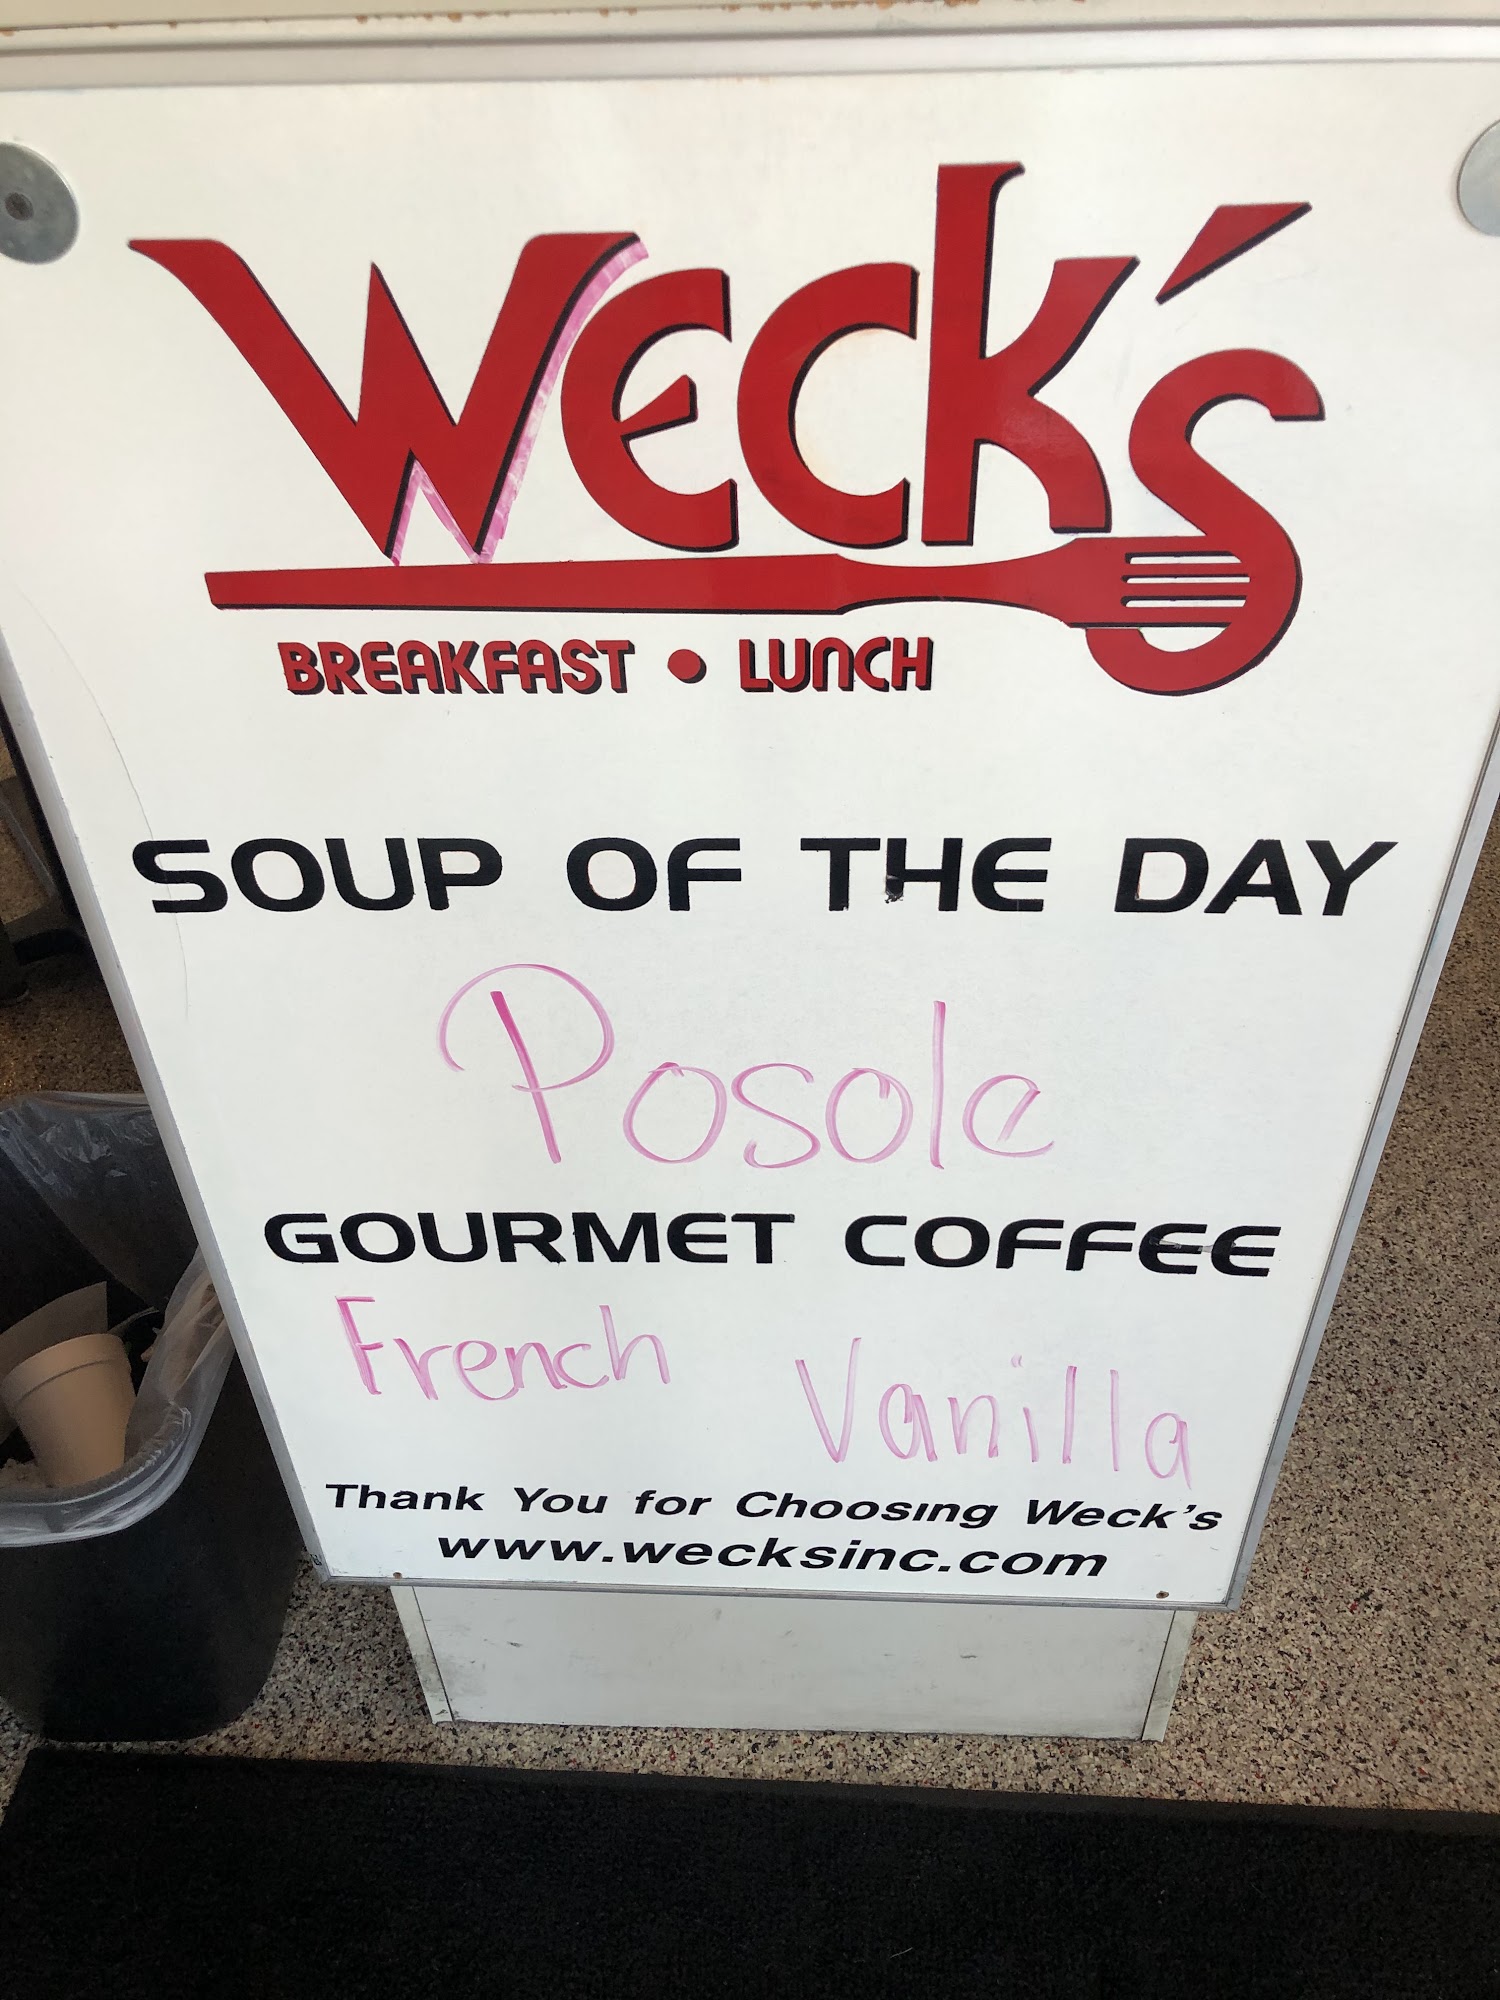 WECK'S
BREAKFAST • LUNCH
SOUP OF THE DAY
Posole
GOURMET COFFEE
French Vanilla
Thank You for Choosing Weck's
www.wecksinc.com